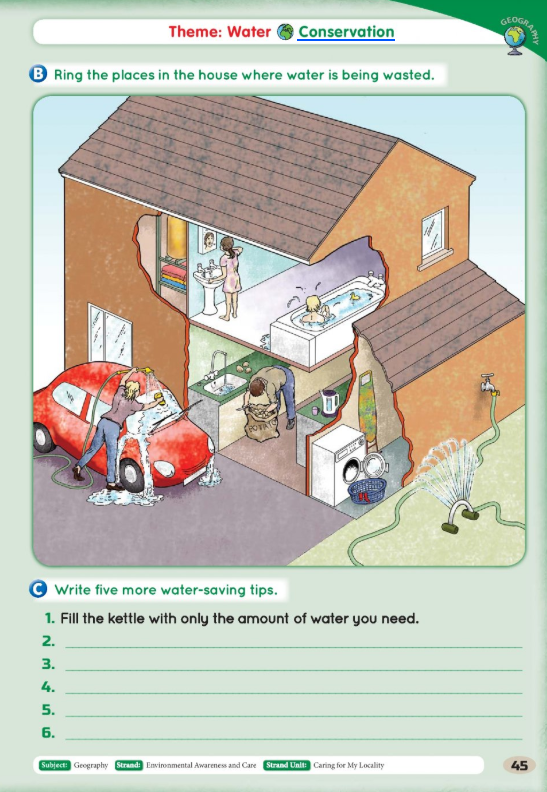 GEOGRAPHY
Theme: Water Conservation
B Ring the places in the house where water is being wasted.
POTATO
C Write five more water-saving tips.
1. Fill the kettle with only the amount of water you need.
2.
3.
4.
5.
6.
Subject: Geography Strand: Environmental Awareness and Care Strand Unit: Caring for My Locality
45